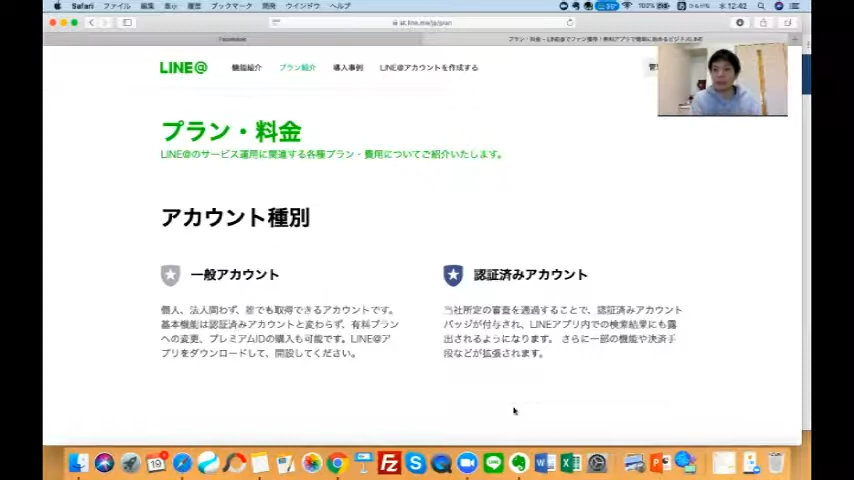 Safari ファイル 編集 表示 履歴 ブックマーク 開発 ウインドウ ヘルプ
100% 水 12:42
at.line.me/jp/plan
LINE@ 機能紹介 プラン紹介 導入事例 LINE@アカウントを作成する
プラン・料金
LINE@のサービス運用に関連する各種プラン・費用についてご紹介いたします。
アカウント種別
一般アカウント
個人、法人問わず、誰でも取得できるアカウントです。
基本機能は認証済みアカウントと変わらず、有料プラン
への変更、プレミアムIDの購入も可能です。LINE@ア
プリをダウンロードして、開設してください。
認証済みアカウント
当社所定の審査を通過することで、認証済みアカウント
バッジが付与され、LINEアプリ内での検索結果にも露
出されるようになります。 さらに一部の機能や決済手
段などが拡張されます。
19